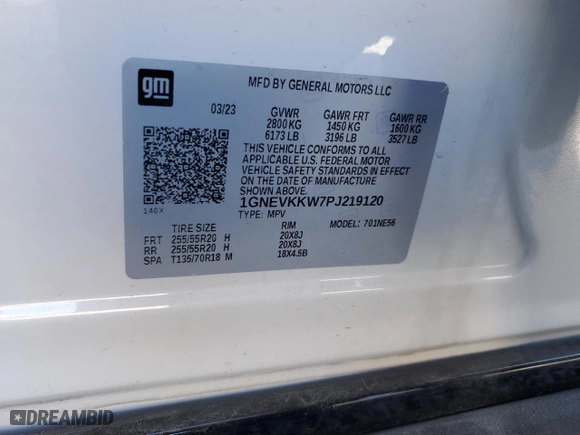 gm
MFD BY GENERAL MOTORS LLC
03/23 GVWR GAWR FRT GAWR RR
2800 KG 1450 KG 1600 KG
6173 LB 3196 LB 3527 LB
THIS VEHICLE CONFORMS TO ALL
APPLICABLE U.S. FEDERAL MOTOR
VEHICLE SAFETY STANDARDS IN
EFFECT ON THE DATE OF MANUFACTURE
SHOWN ABOVE.
1GNEVKKW7PJ219120
140X TYPE: MPV MODEL: 701NE56
TIRE SIZE RIM
FRT 255/55R20 H 20X8J
RR 255/55R20 H 20X8J
SPA T135/70R18 M 18X4.5B
DREAMBID